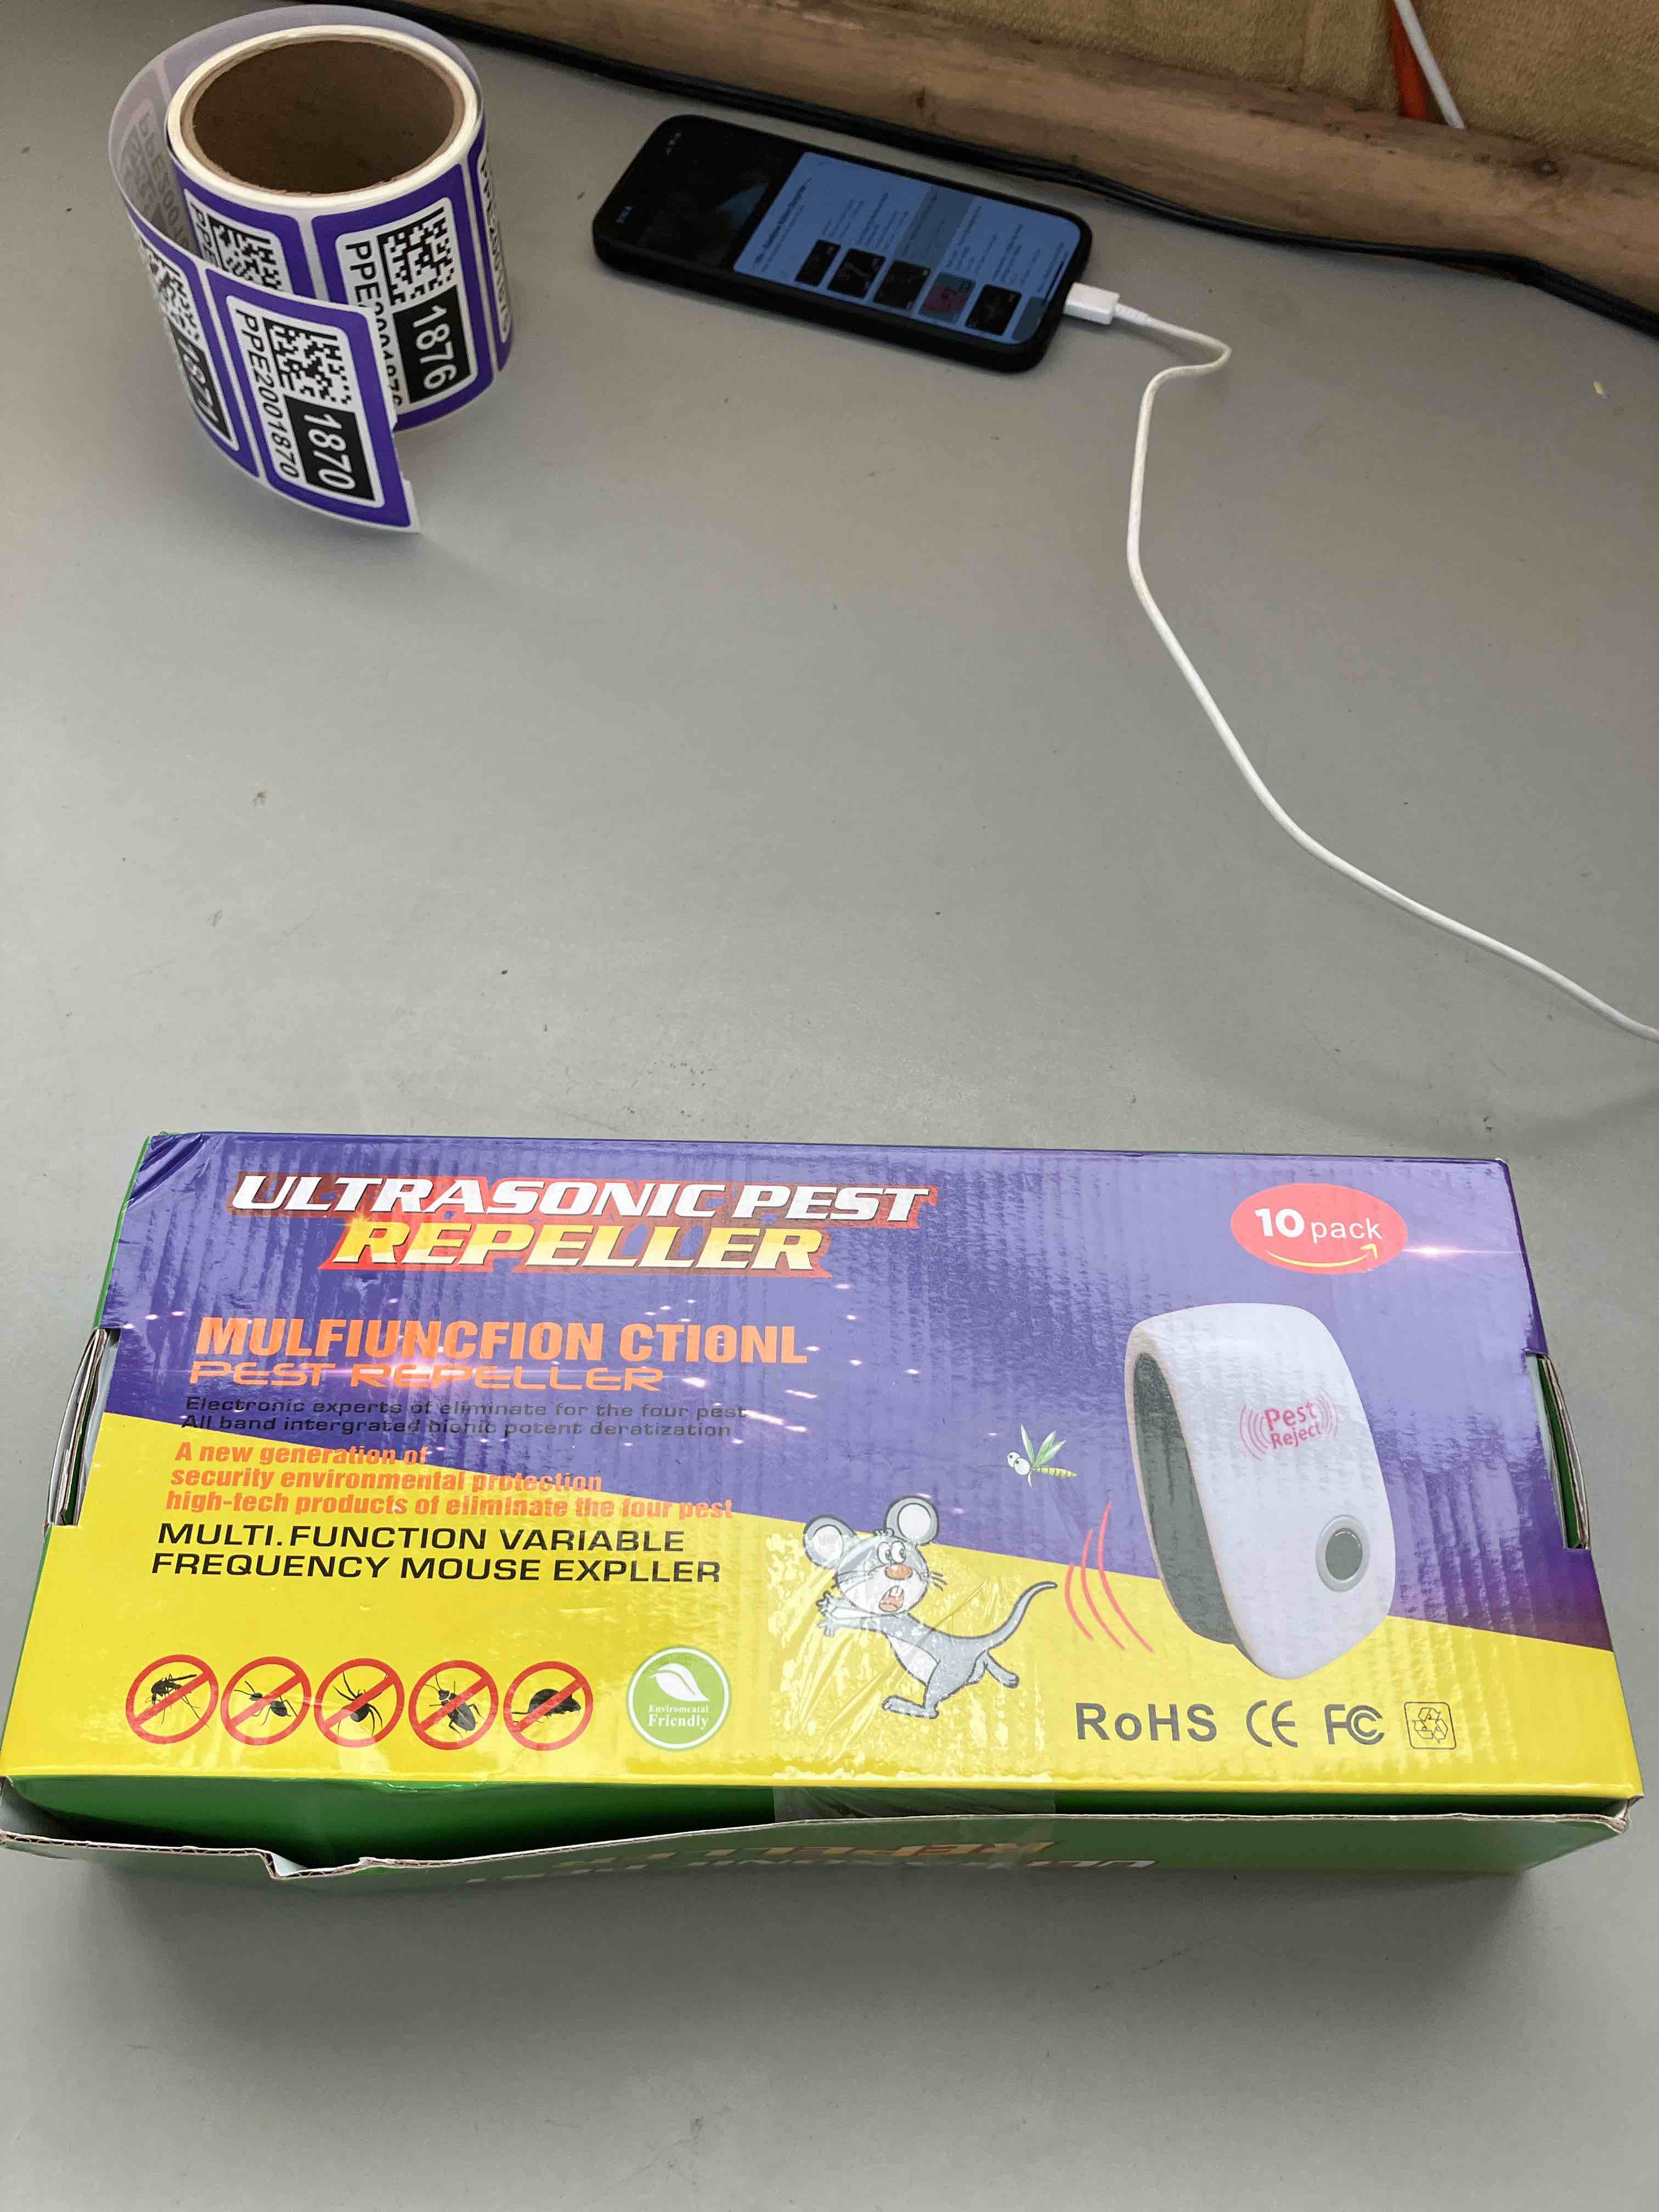 1876
PPE2001870
1870
ULTRASONIC PEST
REPELLER
10 pack
MULFIUNCFION CTIONL
PEST REPELLER
Electronic experts of eliminate for the four pest
All band intergrated bionic potent deratization
A new generation of
security environmental protection
high-tech products of eliminate the four pest
MULTI.FUNCTION VARIABLE
FREQUENCY MOUSE EXPLLER
Pest
Reject
Enviromental
Friendly
RoHS CE FC